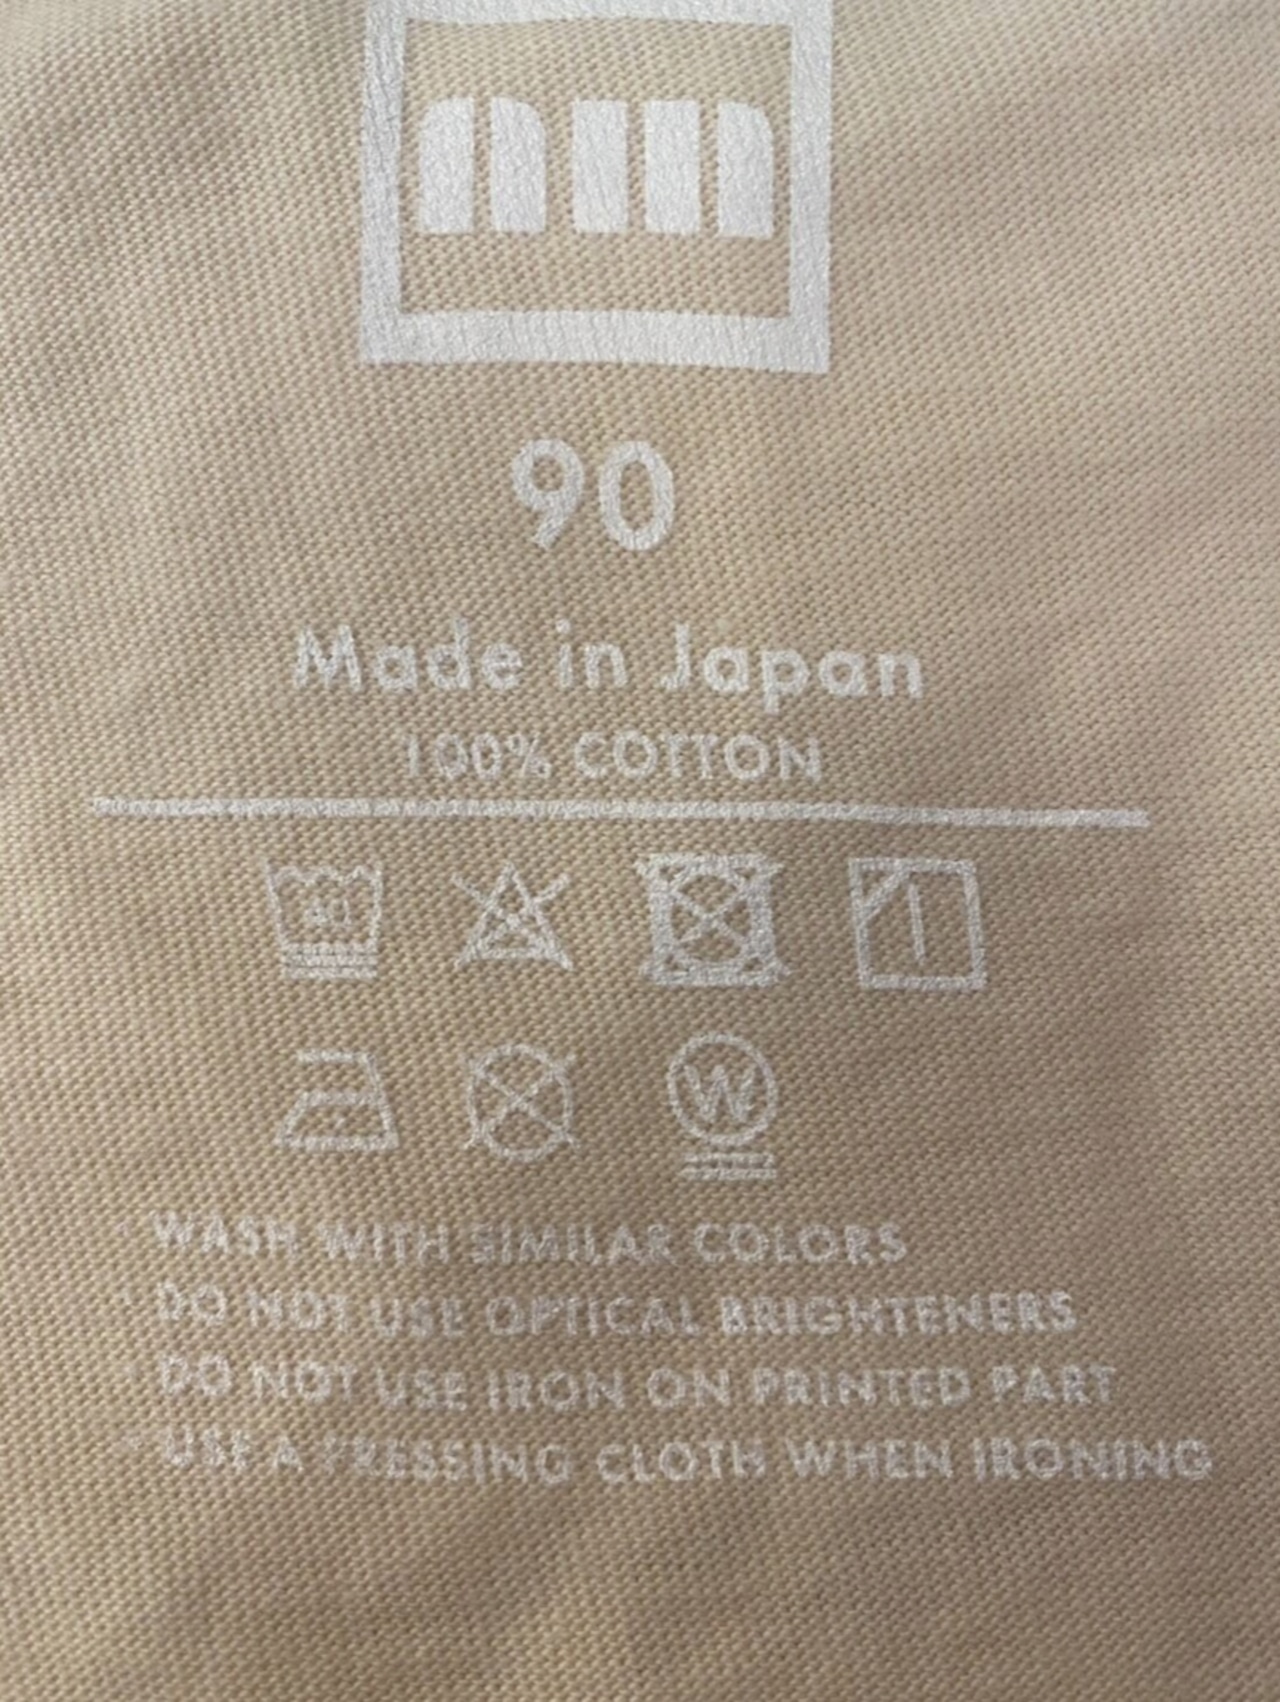 90
Made in Japan
100% COTTON
40
W
WASH WITH SIMILAR COLORS
DO NOT USE OPTICAL BRIGHTENERS
DO NOT USE IRON ON PRINTED PART
USE A PRESSING CLOTH WHEN IRONING